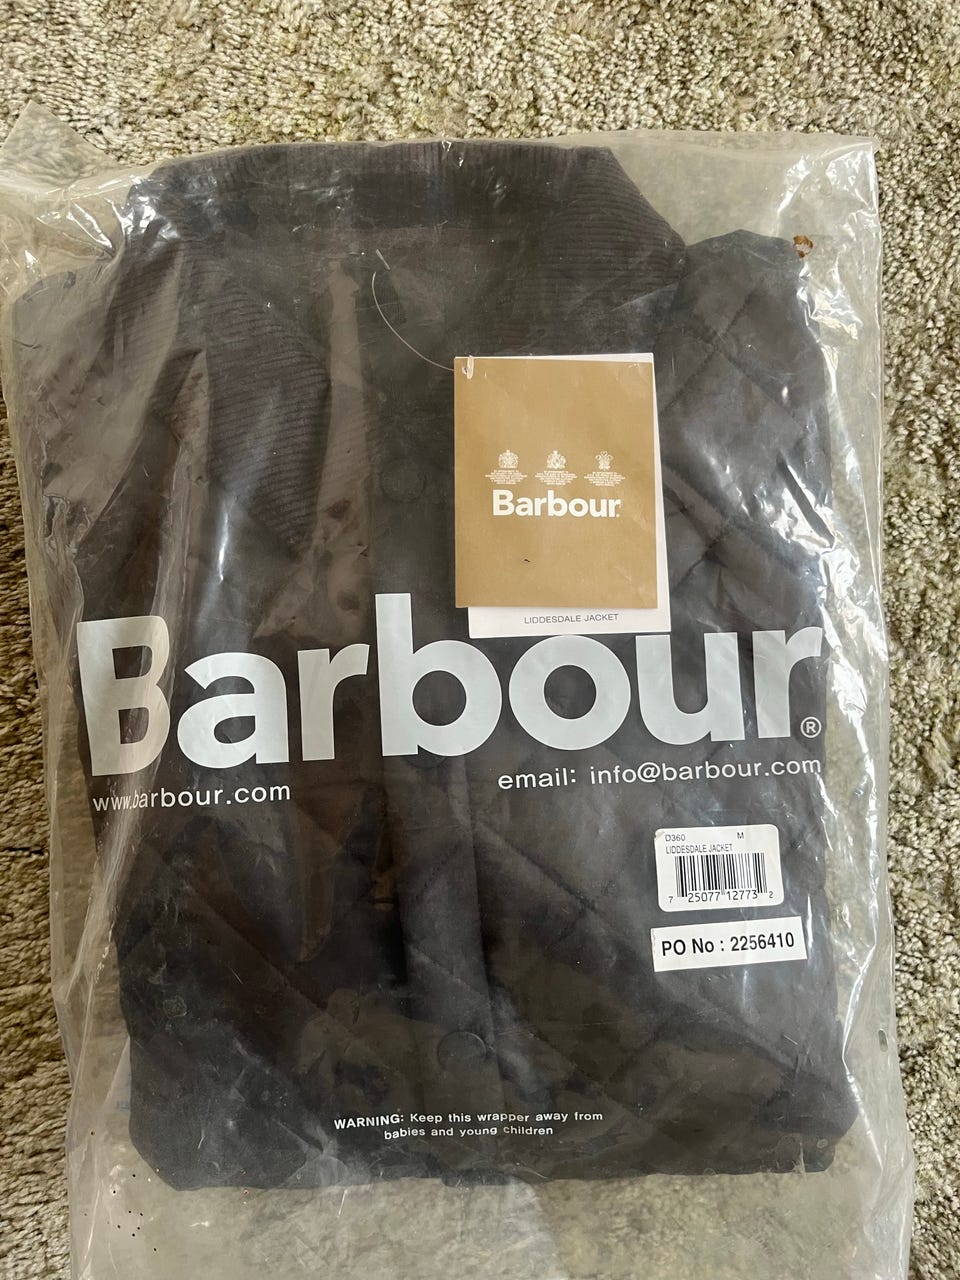 Barbour
LIDDESDALE JACKET
Barbour®
www.barbour.com
email: info@barbour.com
D360 M
LIDDESDALE JACKET
7 25077 12773 2
PO No : 2256410
WARNING: Keep this wrapper away from
babies and young children